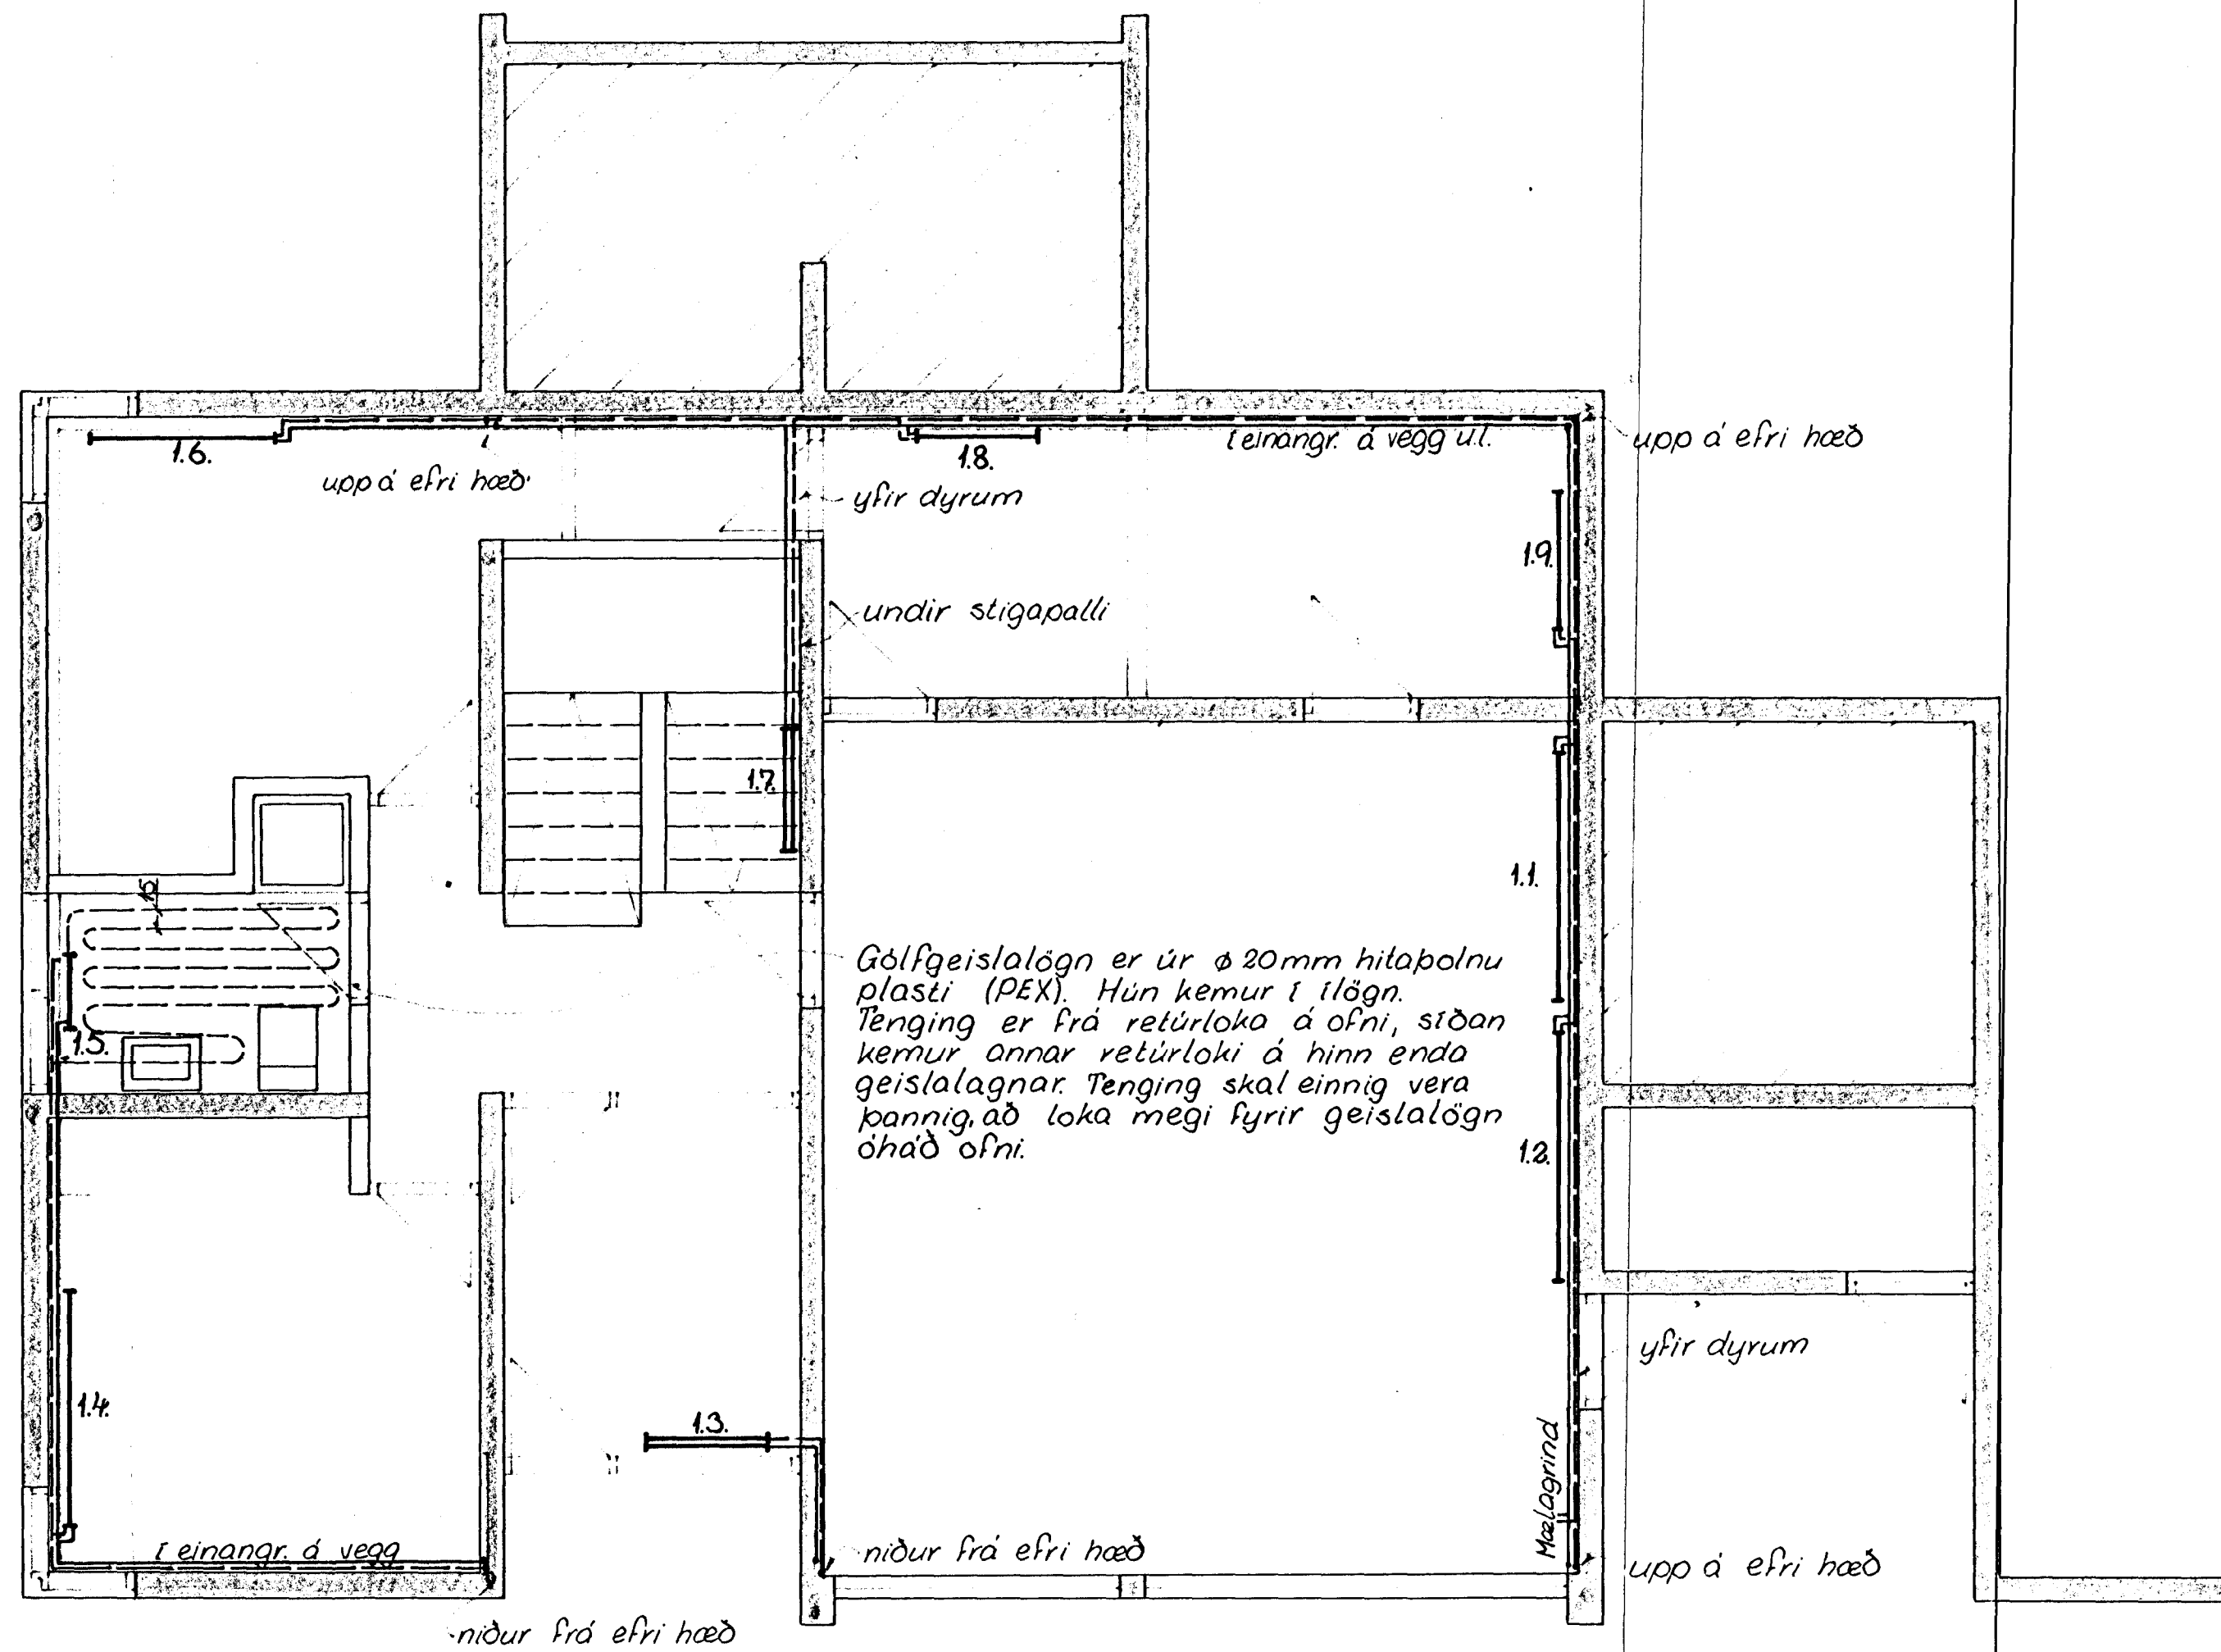 1.6.
upp á efri hæð
1.8.
í einangr. á vegg u.l.
upp á efri hæð
yfir dyrum
1.9.
undir stigapalli
1.7.
1.1.
15
Gólfgeislalögn er úr ø 20mm hitaþolnu
plasti (PEX). Hún kemur í ílögn.
Tenging er frá retúrloka á ofni, síðan
kemur annar retúrloki á hinn enda
geislalagnar. Tenging skal einnig vera
þannig, að loka megi fyrir geislalögn
óháð ofni.
1.5.
1.2.
yfir dyrum
1.4.
1.3.
Mælagrind
í einangr. á vegg
niður frá efri hæð
upp á efri hæð
niður frá efri hæð